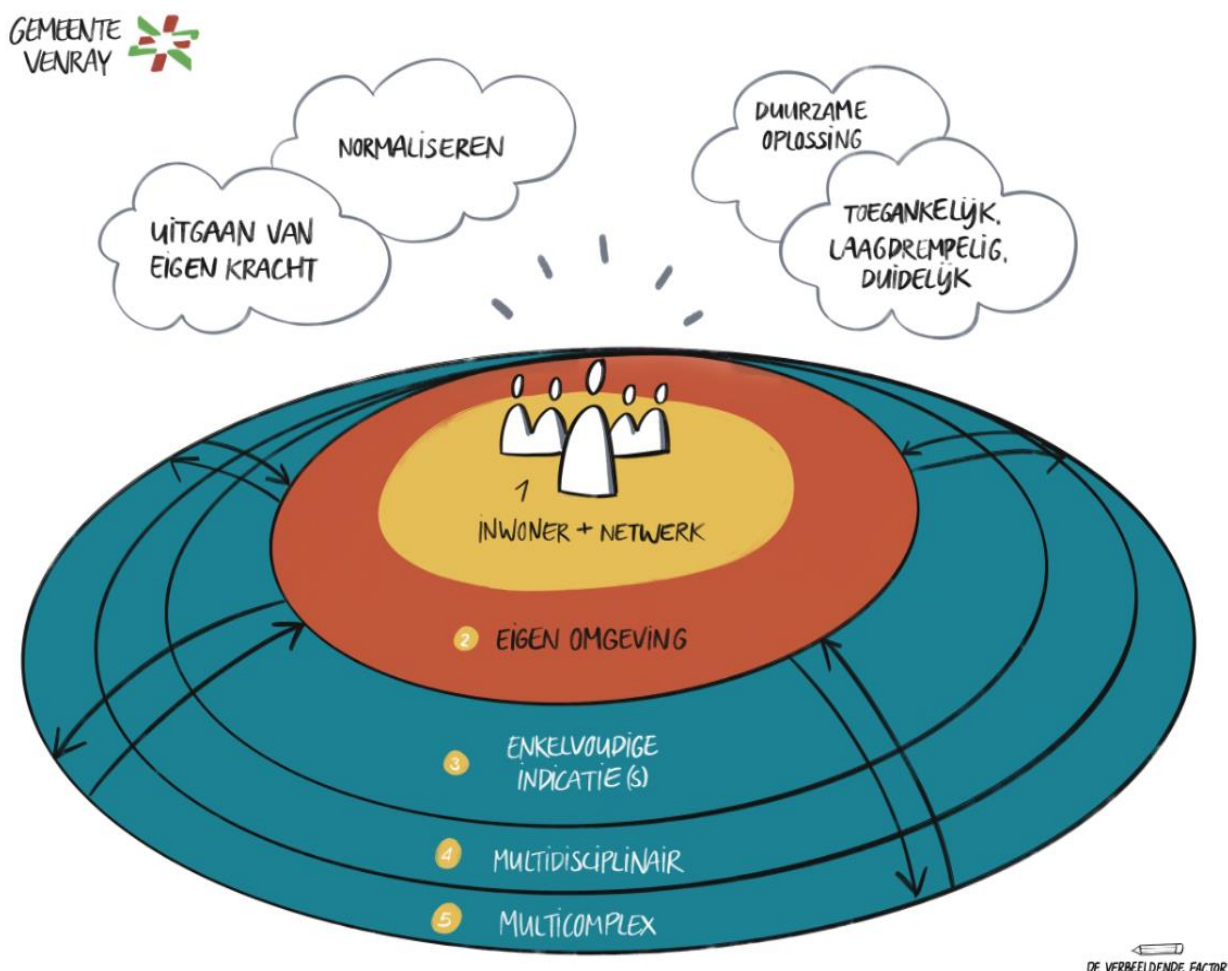 GEMEENTE
VENRAY
NORMALISEREN
UITGAAN VAN
EIGEN KRACHT
DUURZAME
OPLOSSING
TOEGANKELIJK,
LAAGDREMPELIG,
DUIDELIJK
1
INWONER + NETWERK
2 EIGEN OMGEVING
3 ENKELVOUDIGE
INDICATIE(S)
4 MULTIDISCIPLINAIR
5 MULTICOMPLEX
DE VERBEELDENDE FACTOR